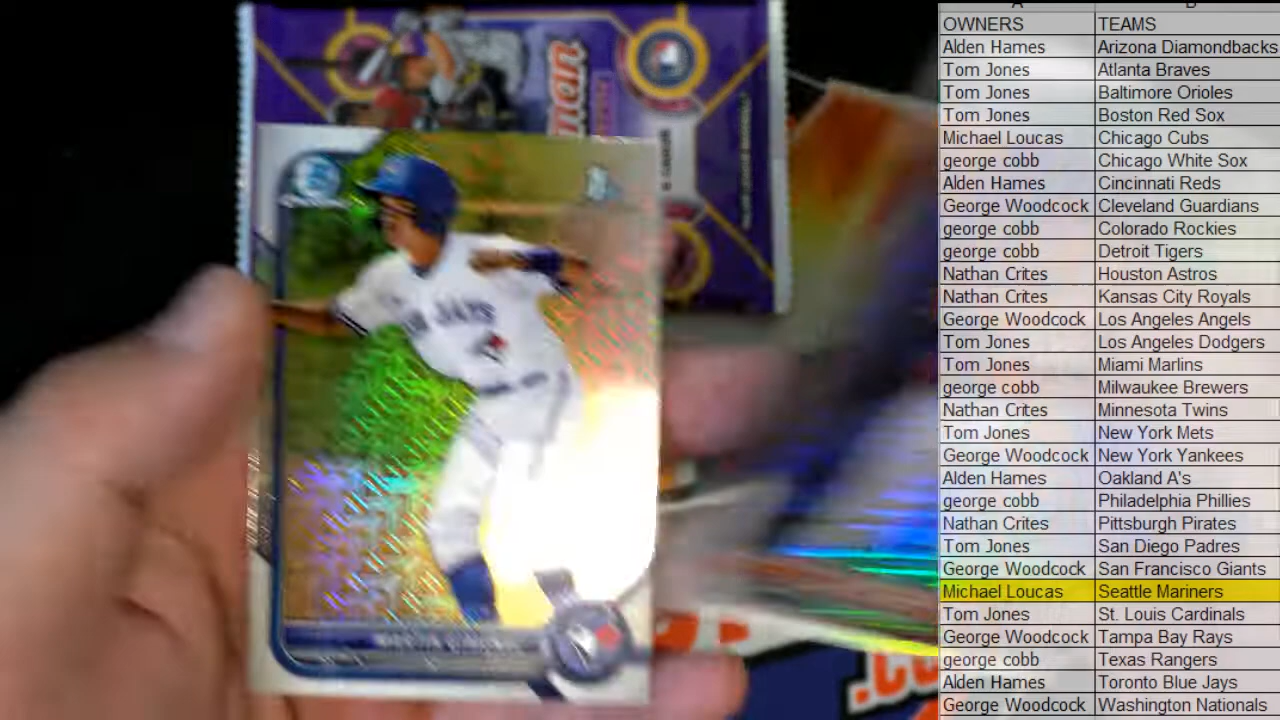 JAYS
OWNERS TEAMS
Alden Hames Arizona Diamondbacks
Tom Jones Atlanta Braves
Tom Jones Baltimore Orioles
Tom Jones Boston Red Sox
Michael Loucas Chicago Cubs
george cobb Chicago White Sox
Alden Hames Cincinnati Reds
George Woodcock Cleveland Guardians
george cobb Colorado Rockies
george cobb Detroit Tigers
Nathan Crites Houston Astros
Nathan Crites Kansas City Royals
George Woodcock Los Angeles Angels
Tom Jones Los Angeles Dodgers
Tom Jones Miami Marlins
george cobb Milwaukee Brewers
Nathan Crites Minnesota Twins
Tom Jones New York Mets
George Woodcock New York Yankees
Alden Hames Oakland A's
george cobb Philadelphia Phillies
Nathan Crites Pittsburgh Pirates
Tom Jones San Diego Padres
George Woodcock San Francisco Giants
Michael Loucas Seattle Mariners
Tom Jones St. Louis Cardinals
George Woodcock Tampa Bay Rays
george cobb Texas Rangers
Alden Hames Toronto Blue Jays
George Woodcock Washington Nationals